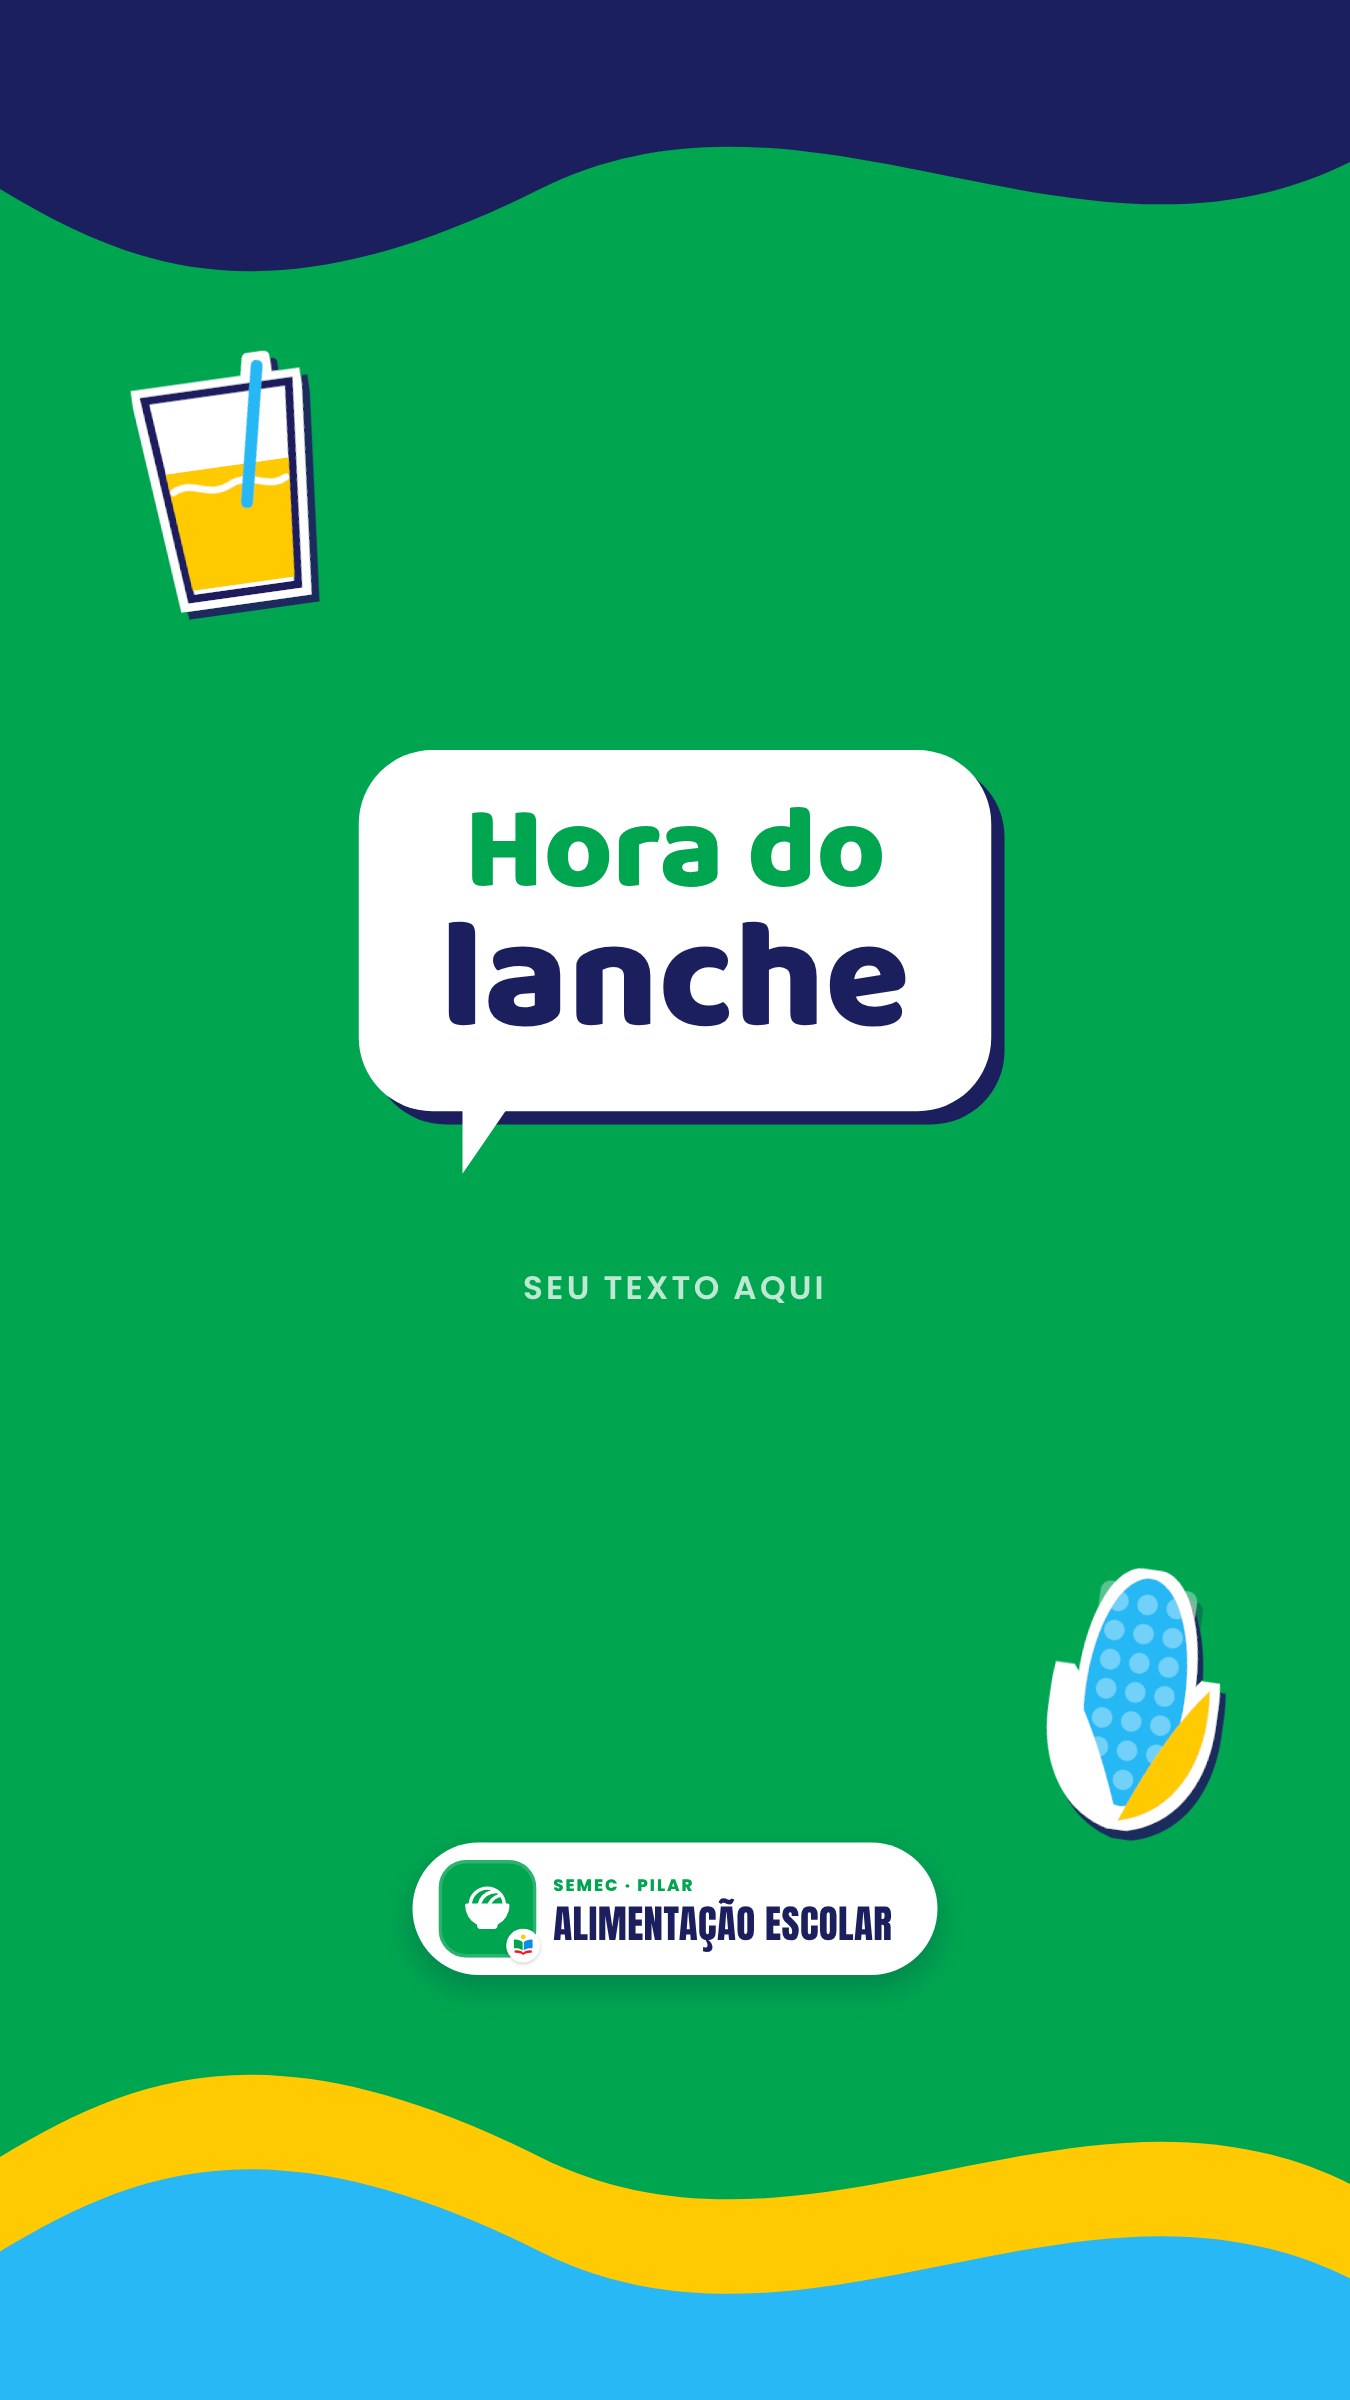 Hora do
lanche
SEU TEXTO AQUI
SEMEC · PILAR
ALIMENTAÇÃO ESCOLAR